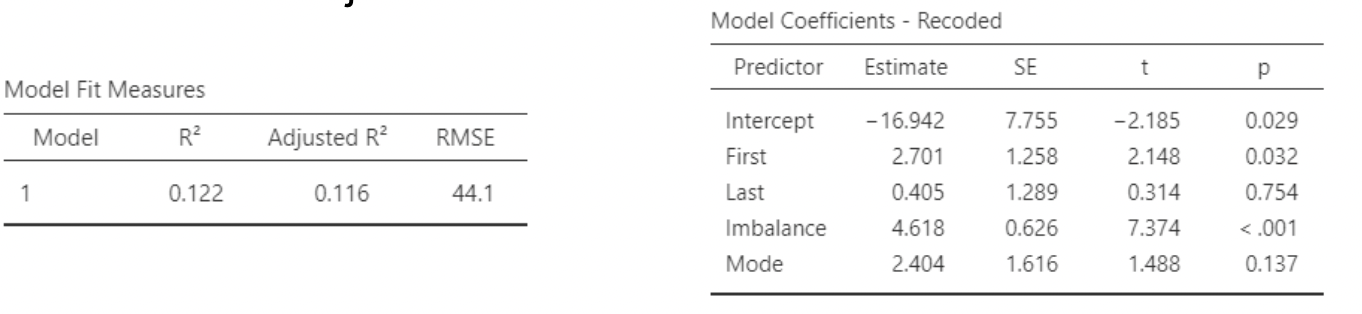 Model Fit Measures
Model R² Adjusted R² RMSE
1 0.122 0.116 44.1
Model Coefficients - Recoded
Predictor Estimate SE t p
Intercept −16.942 7.755 −2.185 0.029
First 2.701 1.258 2.148 0.032
Last 0.405 1.289 0.314 0.754
Imbalance 4.618 0.626 7.374 < .001
Mode 2.404 1.616 1.488 0.137